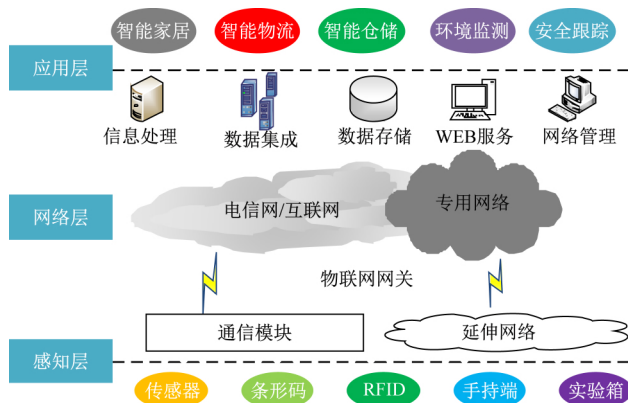 智能家居 智能物流 智能仓储 环境监测 安全跟踪
应用层
信息处理 数据集成 数据存储 WEB服务 网络管理
网络层
电信网/互联网 专用网络
物联网网关
通信模块 延伸网络
感知层
传感器 条形码 RFID 手持端 实验箱